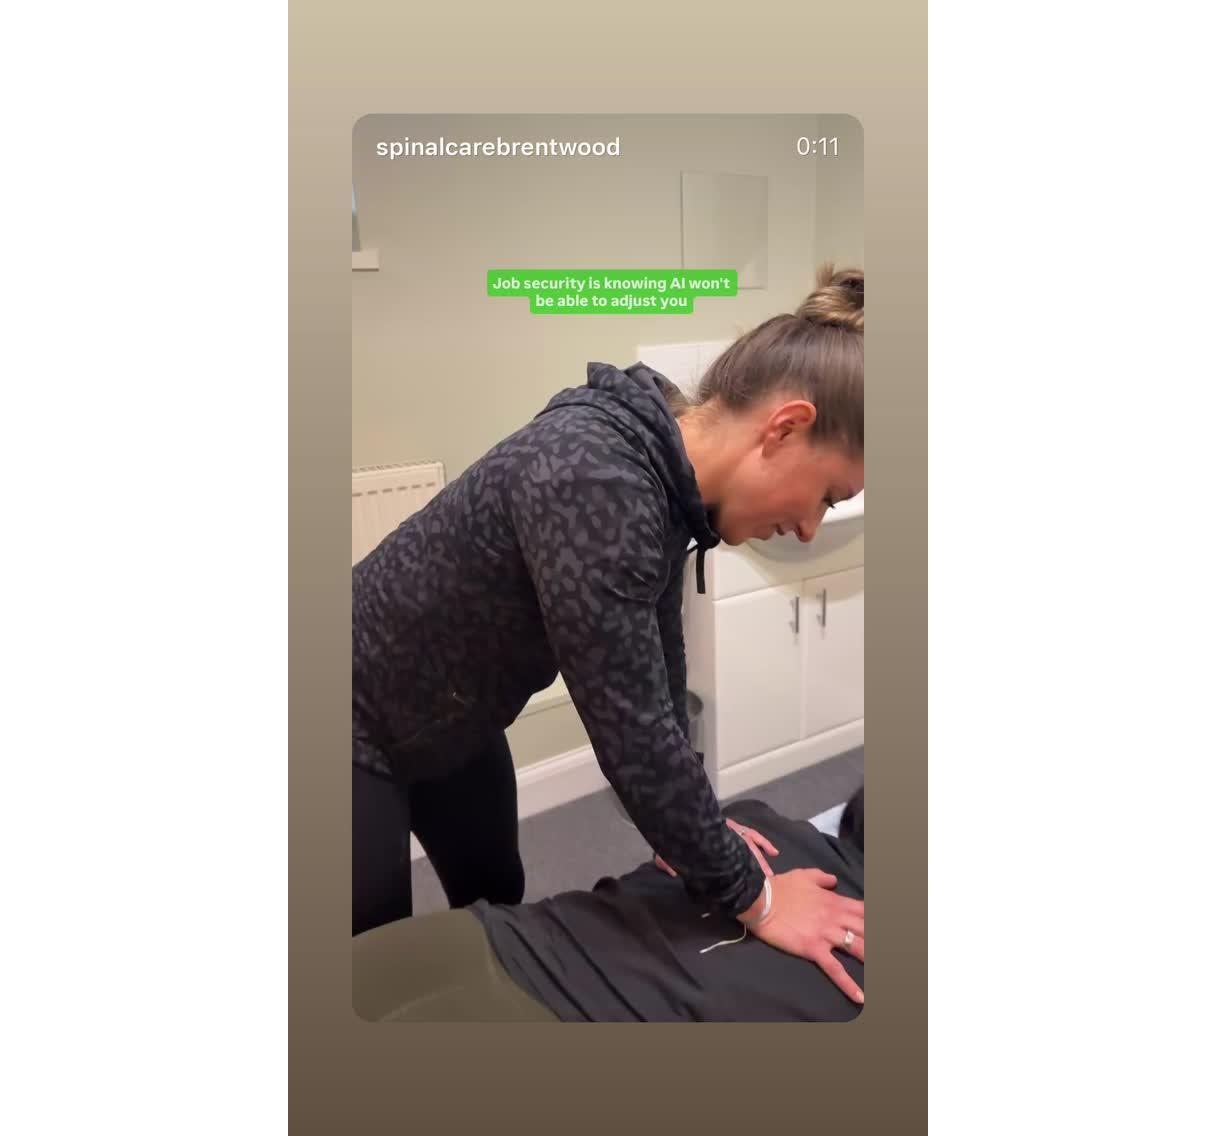 spinalcarebrentwood
0:11
Job security is knowing AI won't
be able to adjust you